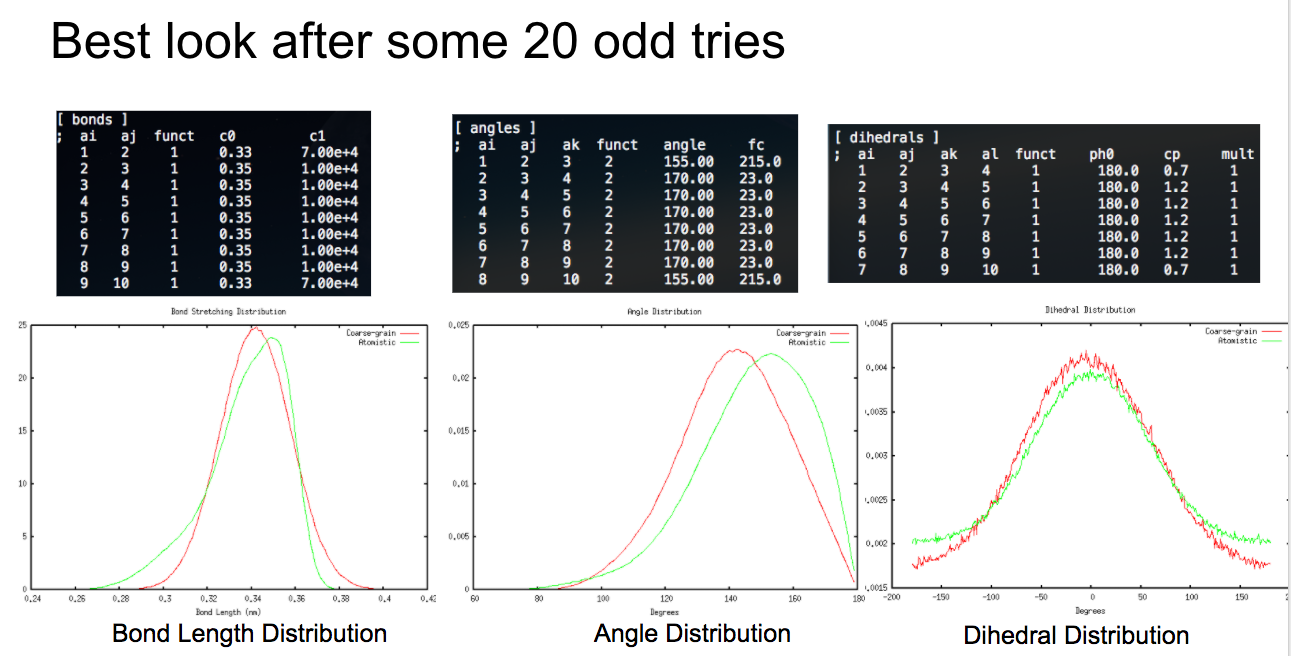 Best look after some 20 odd tries
[ bonds ]
; ai aj funct c0 c1
1 2 1 0.33 7.00e+4
2 3 1 0.35 1.00e+4
3 4 1 0.35 1.00e+4
4 5 1 0.35 1.00e+4
5 6 1 0.35 1.00e+4
6 7 1 0.35 1.00e+4
7 8 1 0.35 1.00e+4
8 9 1 0.35 1.00e+4
9 10 1 0.33 7.00e+4
[ angles ]
; ai aj ak funct angle fc
1 2 3 2 155.00 215.0
2 3 4 2 170.00 23.0
3 4 5 2 170.00 23.0
4 5 6 2 170.00 23.0
5 6 7 2 170.00 23.0
6 7 8 2 170.00 23.0
7 8 9 2 170.00 23.0
8 9 10 2 155.00 215.0
[ dihedrals ]
; ai aj ak al funct ph0 cp mult
1 2 3 4 1 180.0 0.7 1
2 3 4 5 1 180.0 1.2 1
3 4 5 6 1 180.0 1.2 1
4 5 6 7 1 180.0 1.2 1
5 6 7 8 1 180.0 1.2 1
6 7 8 9 1 180.0 1.2 1
7 8 9 10 1 180.0 0.7 1
Bond Stretching Distribution
Coarse-grain
Atomistic
25
20
15
10
5
0
0.24 0.26 0.28 0.3 0.32 0.34 0.36 0.38 0.4 0.42
Bond Length (nm)
Bond Length Distribution
Angle Distribution
Coarse-grain
Atomistic
0.025
0.02
0.015
0.01
0.005
0
60 80 100 120 140 160 180
Degrees
Angle Distribution
Dihedral Distribution
Coarse-grain
Atomistic
.0045
0.004
.0035
0.003
.0025
0.002
.0015
-200 -150 -100 -50 0 50 100 150
Degrees
Dihedral Distribution